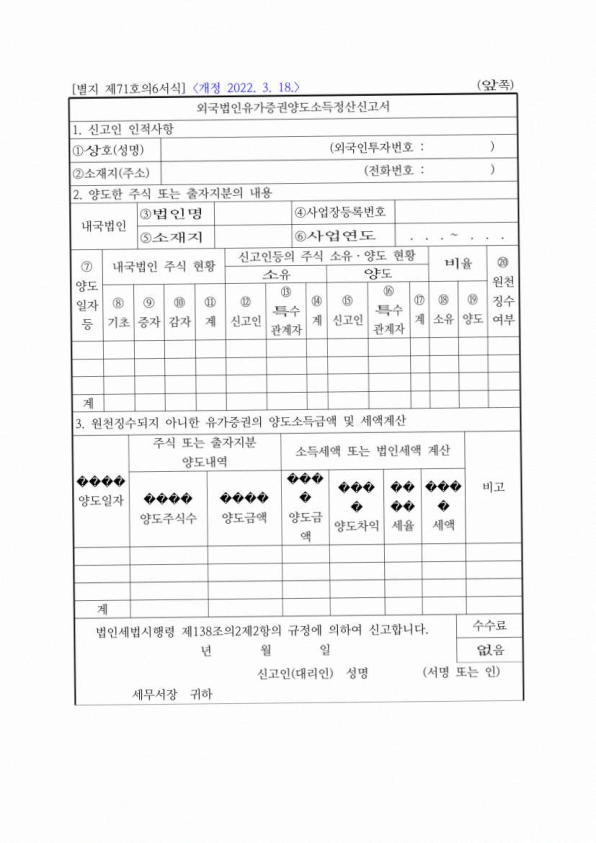 [별지 제71호의6서식] <개정 2022. 3. 18.> (앞쪽)
외국법인유가증권양도소득정산신고서
1. 신고인 인적사항
①상호(성명) (외국인투자번호 : )
②소재지(주소) (전화번호 : )
2. 양도한 주식 또는 출자지분의 내용
내국법인 ③법인명 ④사업장등록번호
⑤소재지 ⑥사업연도 . . . ~ . . .
⑦ 양도 일자 등
내국법인 주식 현황
신고인등의 주식 소유ㆍ양도 현황
소유 양도
비율
⑳ 원천 징수 여부
⑧ 기초 ⑨ 증자 ⑩ 감자 ⑪ 계 ⑫ 신고인 ⑬ 특수 관계자 ⑭ 계 ⑮ 신고인 ⑯ 특수 관계자 ⑰ 계 ⑱ 소유 ⑲ 양도
계
3. 원천징수되지 아니한 유가증권의 양도소득금액 및 세액계산
���� 양도일자
주식 또는 출자지분
양도내역
소득세액 또는 법인세액 계산
비고
���� 양도주식수
���� 양도금액
���� 양도금액
���� 양도차익
���� 세율
���� 세액
계
법인세법시행령 제138조의2제2항의 규정에 의하여 신고합니다.
수수료
없음
년 월 일
신고인(대리인) 성명 (서명 또는 인)
세무서장 귀하